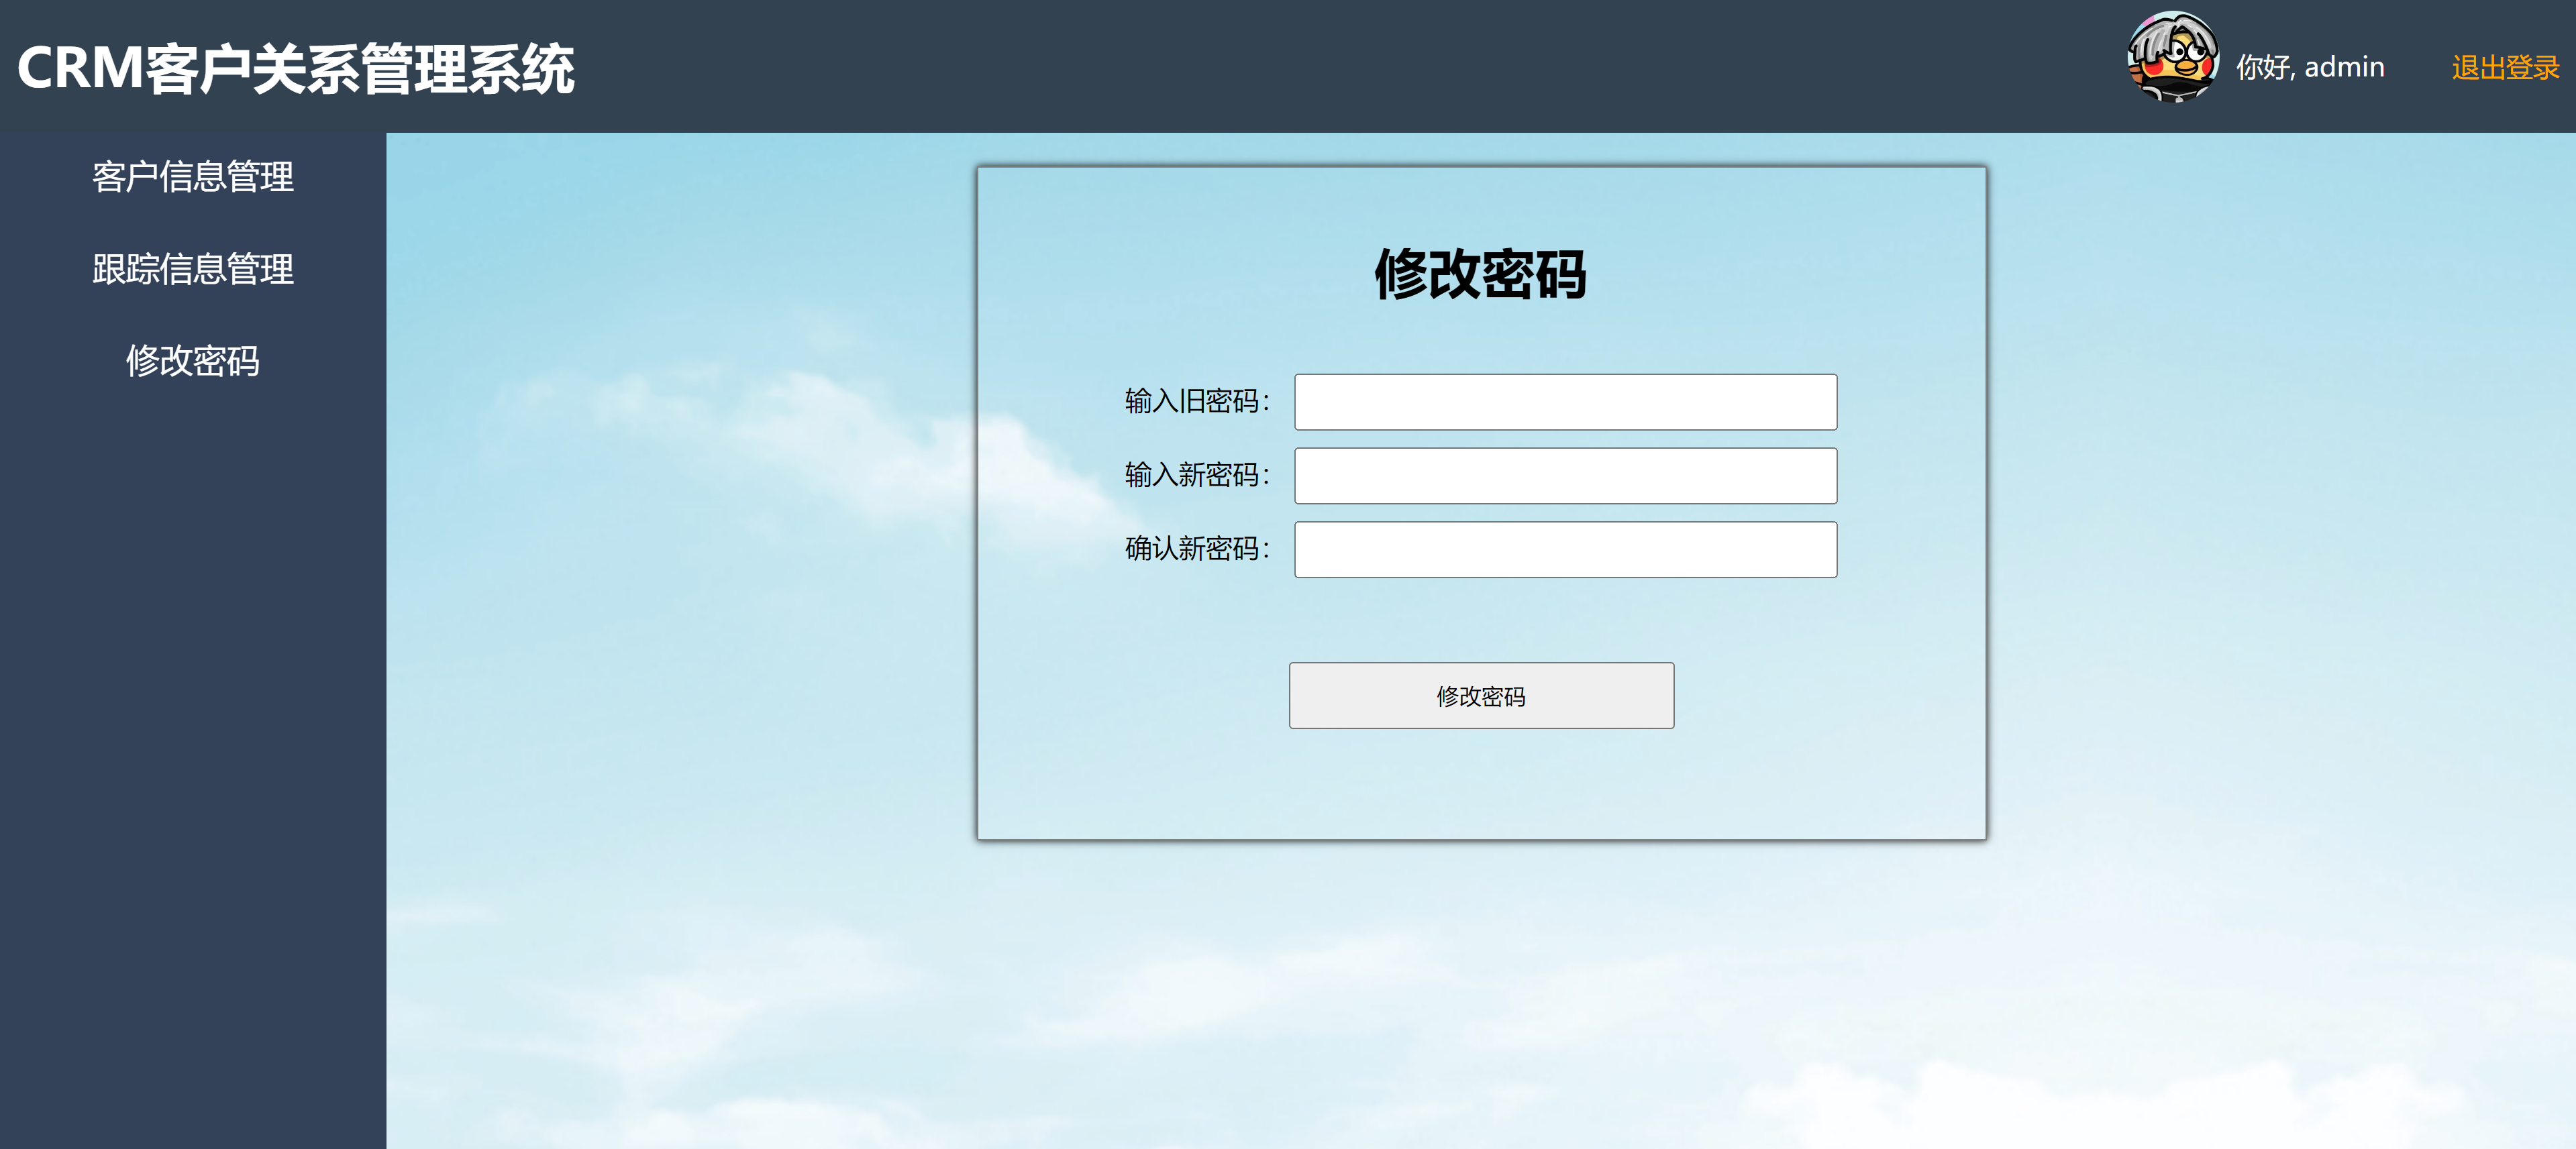 CRM客户关系管理系统
你好, admin
退出登录
客户信息管理
跟踪信息管理
修改密码
修改密码
输入旧密码：
输入新密码：
确认新密码：
修改密码